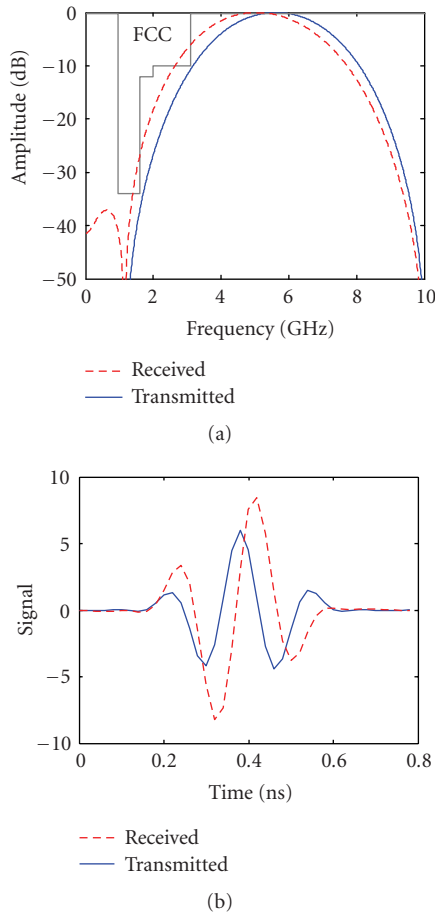 0
−10
−20
−30
−40
−50
Amplitude (dB)
FCC
0 2 4 6 8 10
Frequency (GHz)
Received
Transmitted
(a)
10
5
0
−5
−10
Signal
0 0.2 0.4 0.6 0.8
Time (ns)
Received
Transmitted
(b)